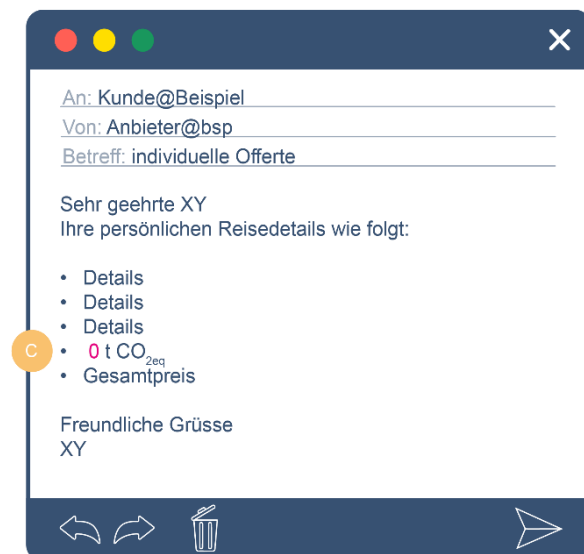 An: Kunde@Beispiel
Von: Anbieter@bsp
Betreff: individuelle Offerte
Sehr geehrte XY
Ihre persönlichen Reisedetails wie folgt:
• Details
• Details
• Details
C • 0 t CO2eq
• Gesamtpreis
Freundliche Grüsse
XY